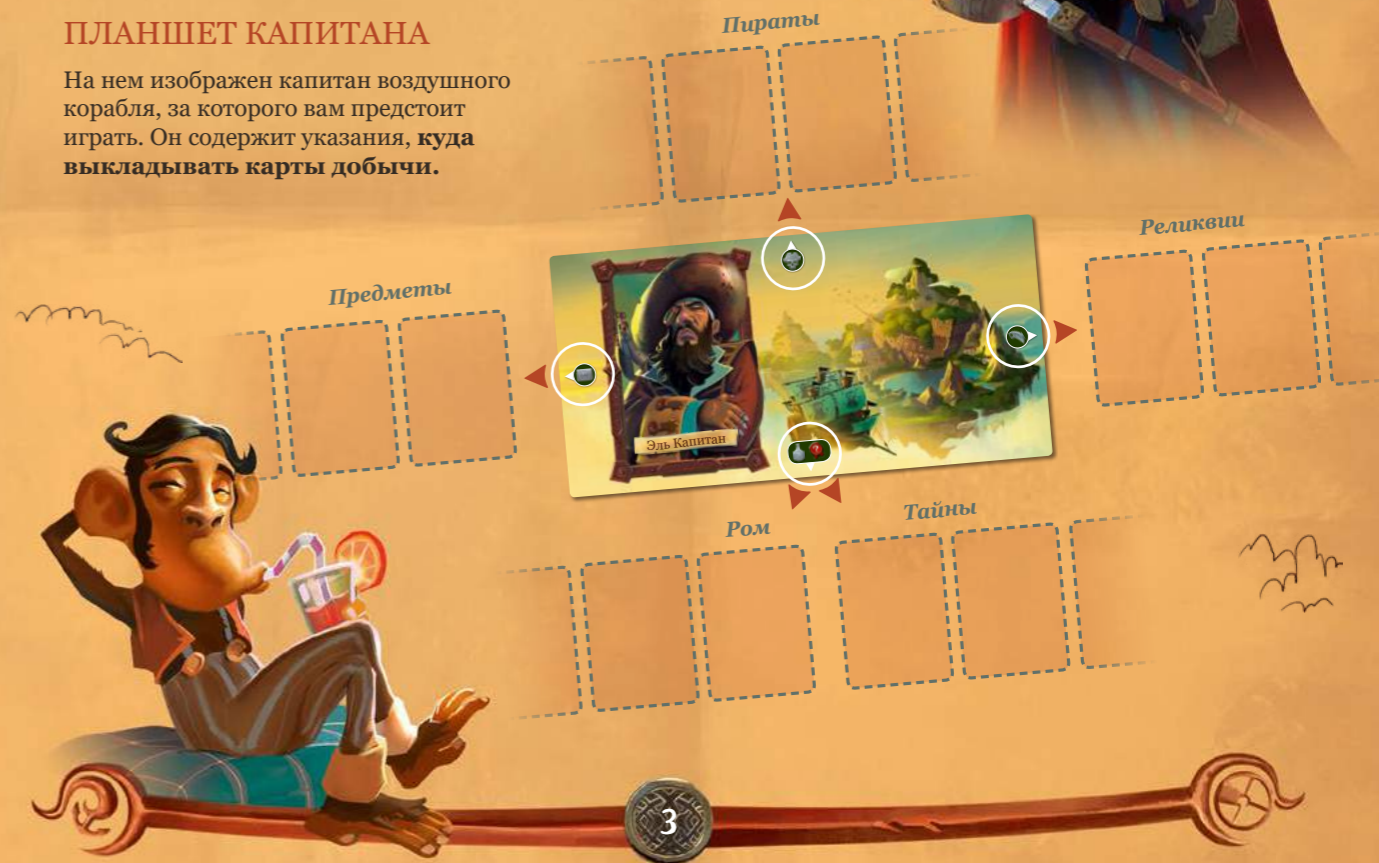 ПЛАНШЕТ КАПИТАНА
На нем изображен капитан воздушного
корабля, за которого вам предстоит
играть. Он содержит указания, куда
выкладывать карты добычи.
Пираты
Реликвии
Предметы
Эль Капитан
Ром
Тайны
3